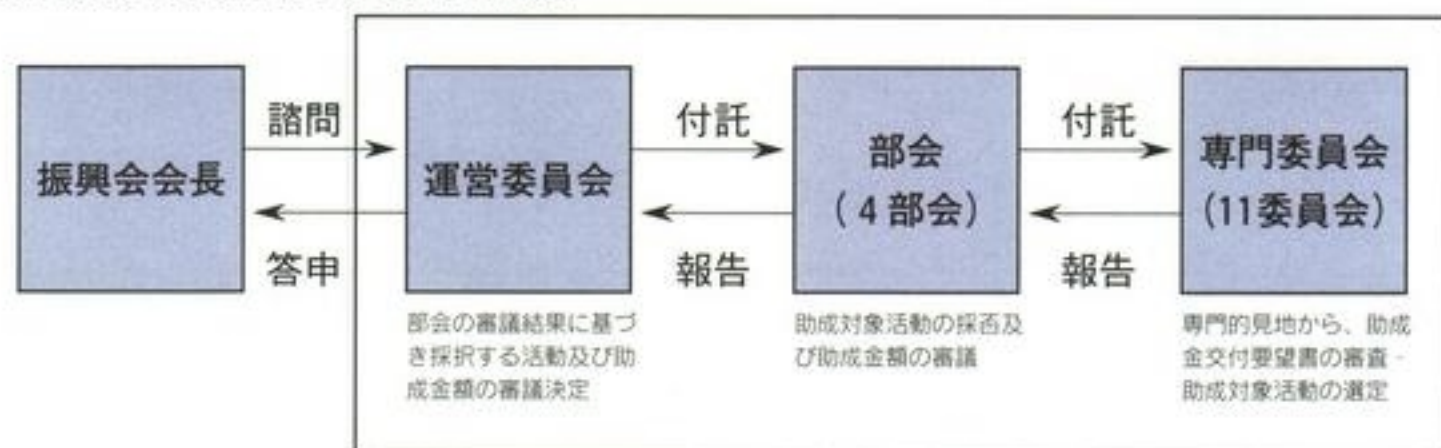 振興会会長
諮問
答申
運営委員会
部会の審議結果に基づ
き採択する活動及び助
成金額の審議決定
付託
報告
部会
(4部会)
助成対象活動の採否及
び助成金額の審議
付託
報告
専門委員会
(11委員会)
専門的見地から、助成
金交付要望書の審査・
助成対象活動の選定